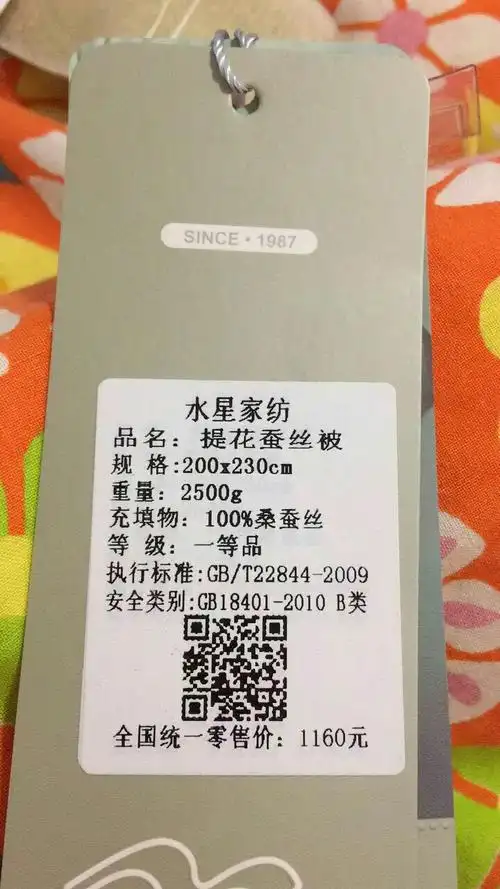 SINCE • 1987
水星家纺
品名：提花蚕丝被
规 格:200x230cm
重量：2500g
充填物：100%桑蚕丝
等 级：一等品
执行标准:GB/T22844-2009
安全类别:GB18401-2010 B类
全国统一零售价：1160元